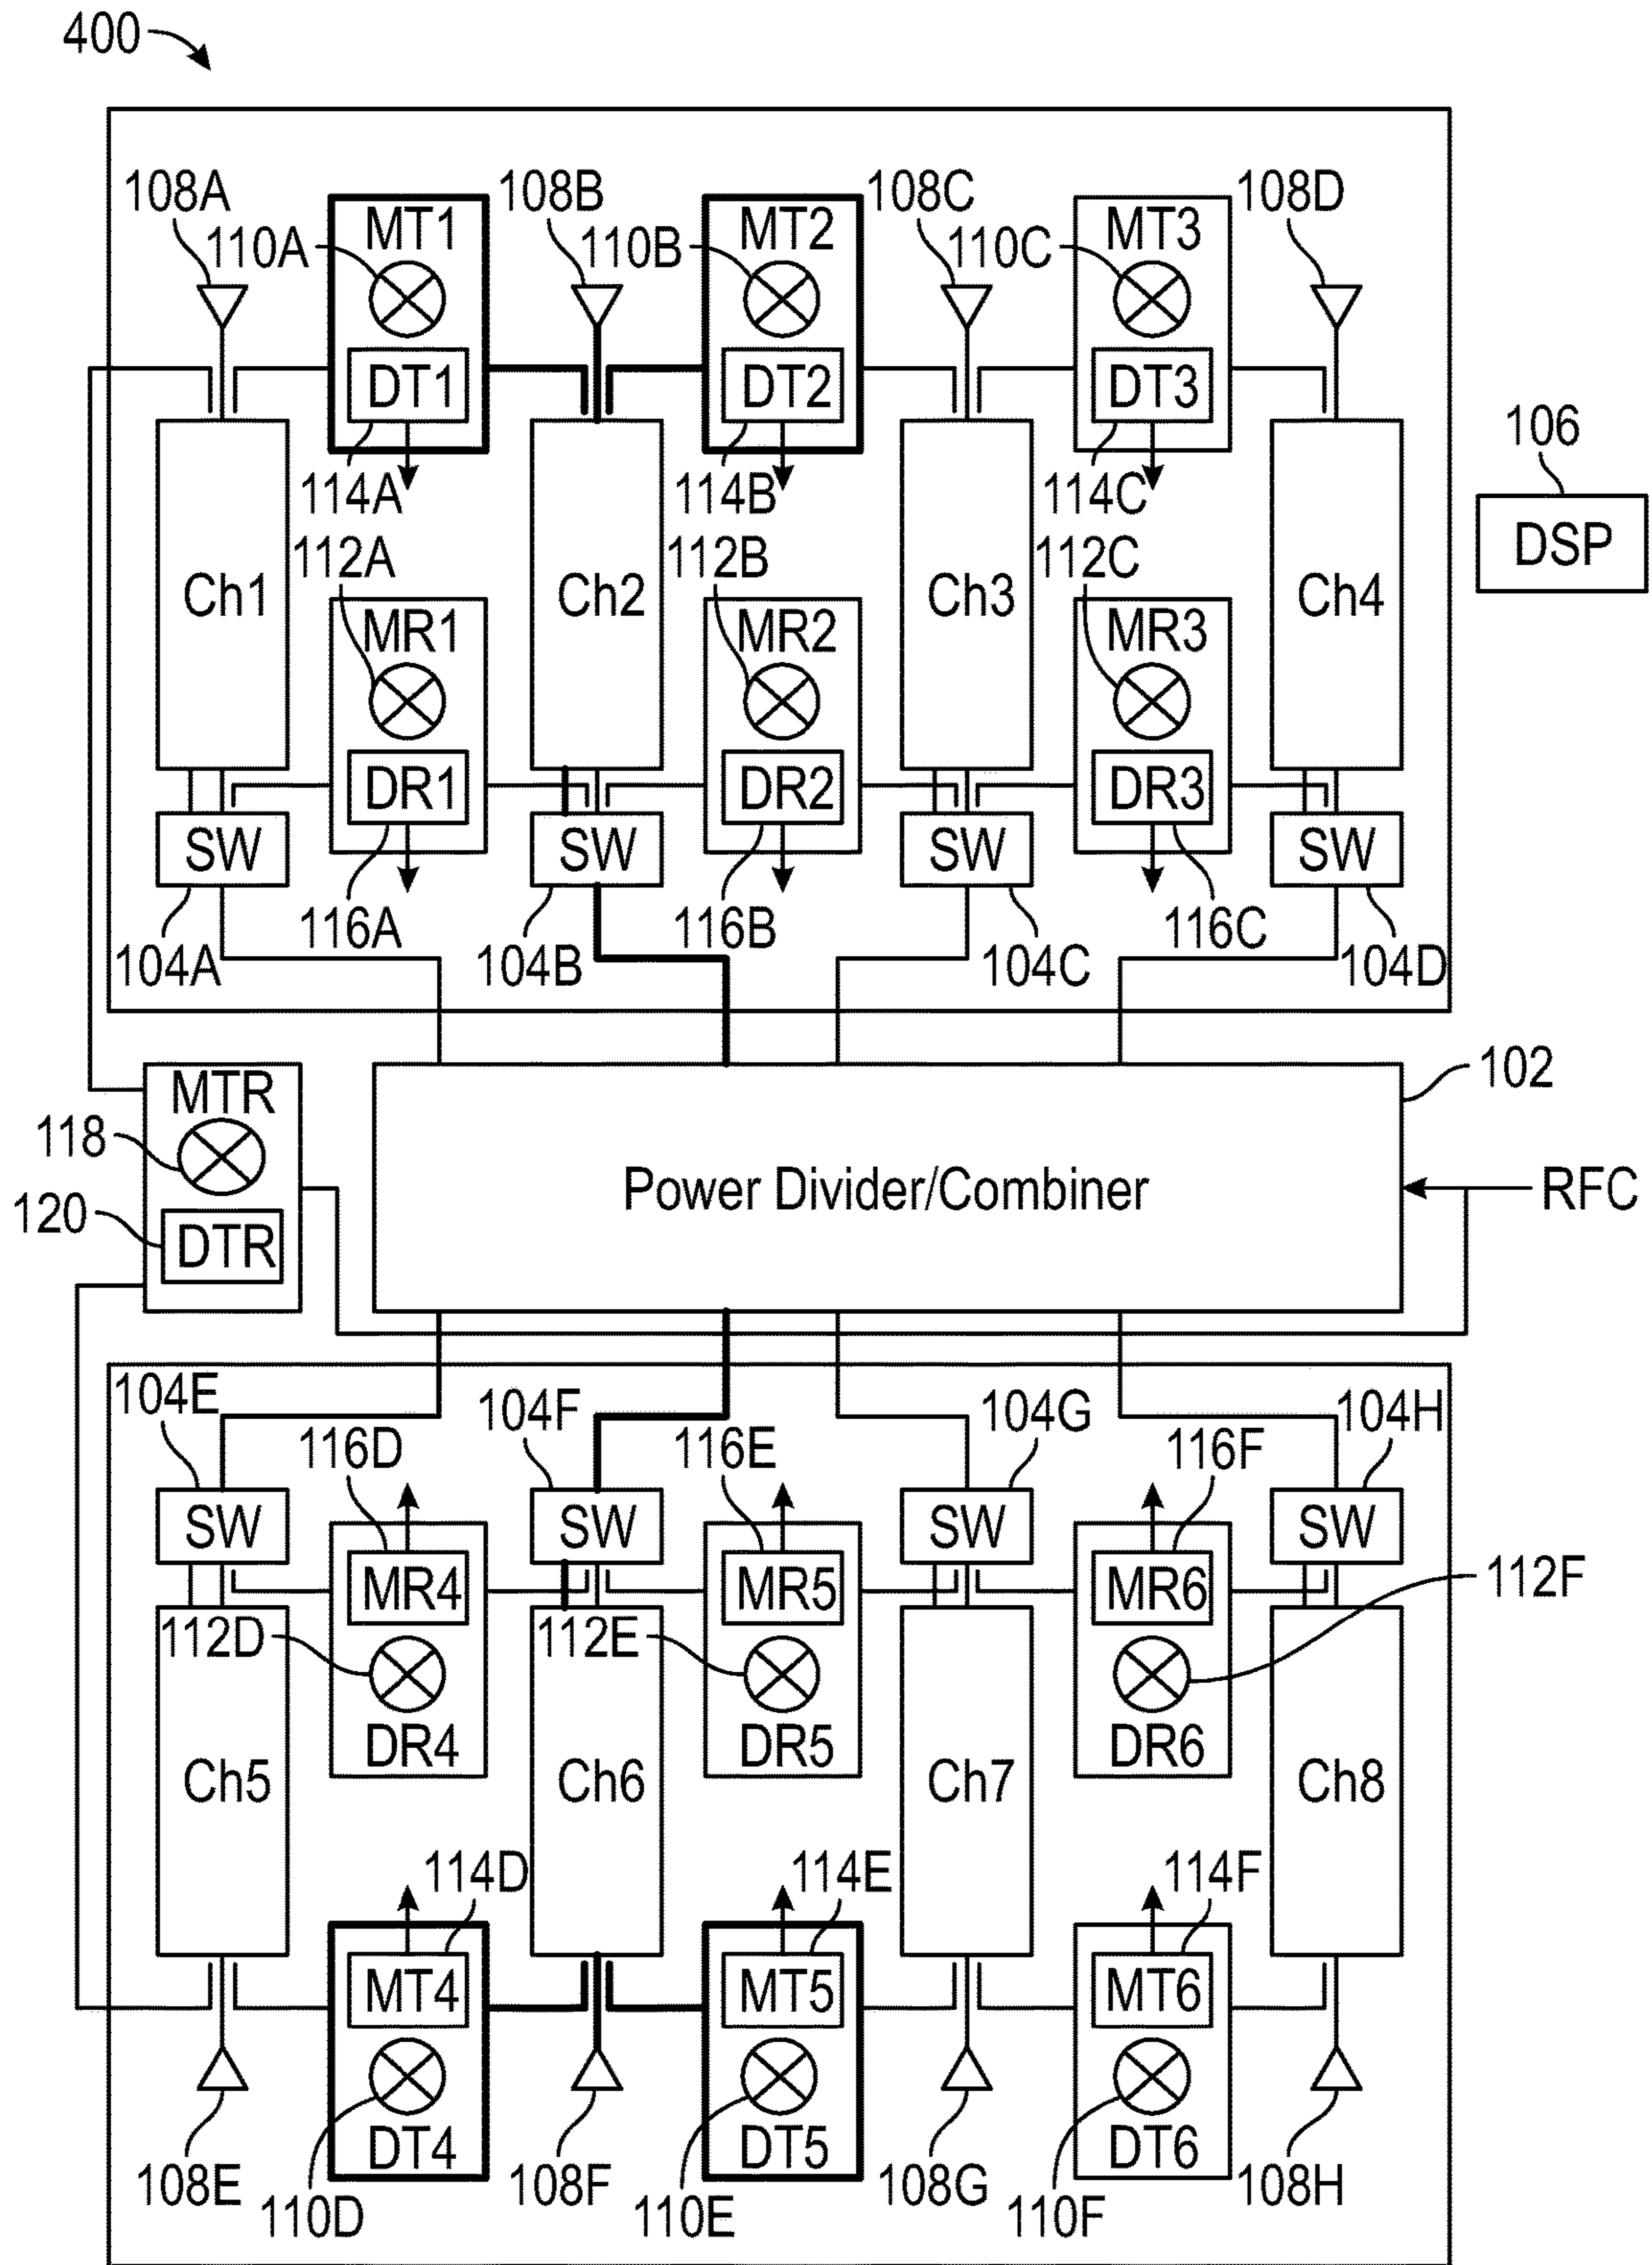 400
108A
MT1
108B
MT2
108C
MT3
108D
110A
110B
110C
DT1
DT2
DT3
106
114A
114B
114C
DSP
112A
112B
112C
Ch1
Ch2
Ch3
Ch4
MR1
MR2
MR3
DR1
DR2
DR3
SW
SW
SW
SW
116A
116B
116C
104A
104B
104C
104D
102
MTR
118
Power Divider/Combiner
RFC
120
DTR
104E
104F
104G
104H
116D
116E
116F
SW
SW
SW
SW
MR4
MR5
MR6
112F
112D
112E
DR4
DR5
DR6
Ch5
Ch6
Ch7
Ch8
114D
114E
114F
MT4
MT5
MT6
DT4
DT5
DT6
108E
108F
108G
108H
110D
110E
110F